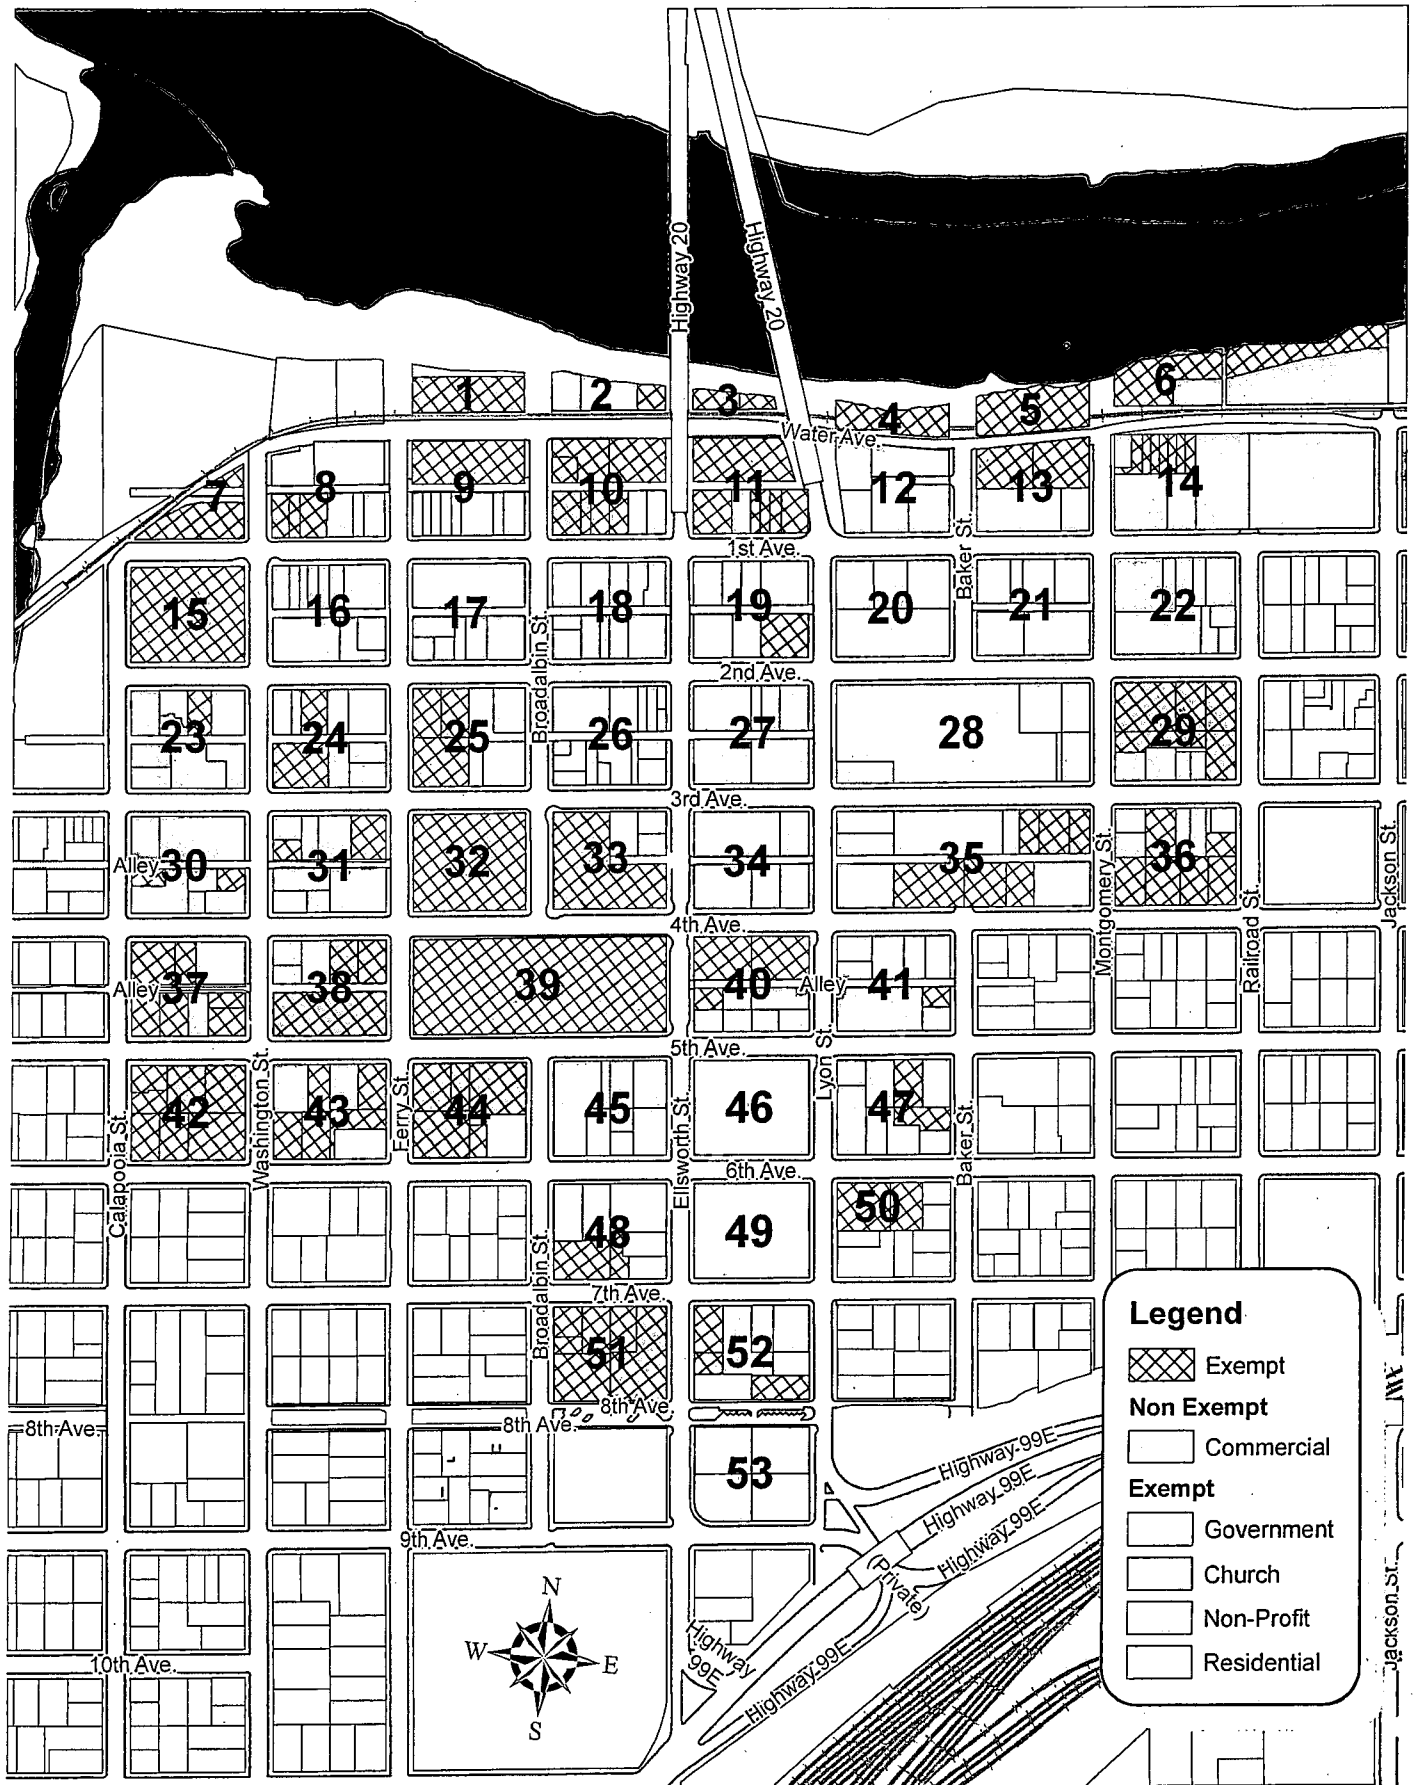 Highway 20
Highway 20
1
2
3
4
5
6
Water Ave.
7
8
9
10
11
12
13
14
1st Ave.
Baker St.
15
16
17
18
19
20
21
22
Broadalbin St.
2nd Ave.
23
24
25
26
27
28
29
3rd Ave.
Alley
30
31
32
33
34
35
36
Montgomery St.
Railroad St.
Jackson St.
4th Ave.
Alley
37
38
39
40
Alley
41
5th Ave.
Lyon St.
Calapooia St.
Washington St.
Ferry St.
Ellsworth St.
Baker St.
42
43
44
45
46
47
6th Ave.
Broadalbin St.
48
49
50
7th Ave.
51
52
8th Ave.
8th Ave.
8th Ave.
53
Highway 99E
Highway 99E
Highway 99E
9th Ave.
(Private)
Highway
99E
Highway 99E
10th Ave.
N
W
E
S
Legend
Exempt
Non Exempt
Commercial
Exempt
Government
Church
Non-Profit
Residential
Jackson St.